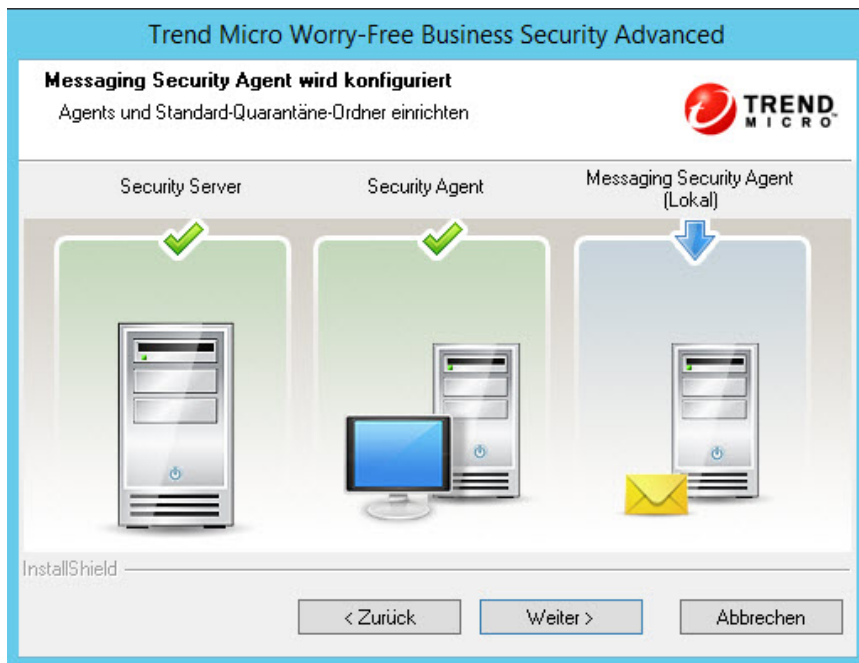 Trend Micro Worry-Free Business Security Advanced
Messaging Security Agent wird konfiguriert
Agents und Standard-Quarantäne-Ordner einrichten
TREND
MICRO
Security Server
Security Agent
Messaging Security Agent
(Lokal)
InstallShield
< Zurück
Weiter >
Abbrechen